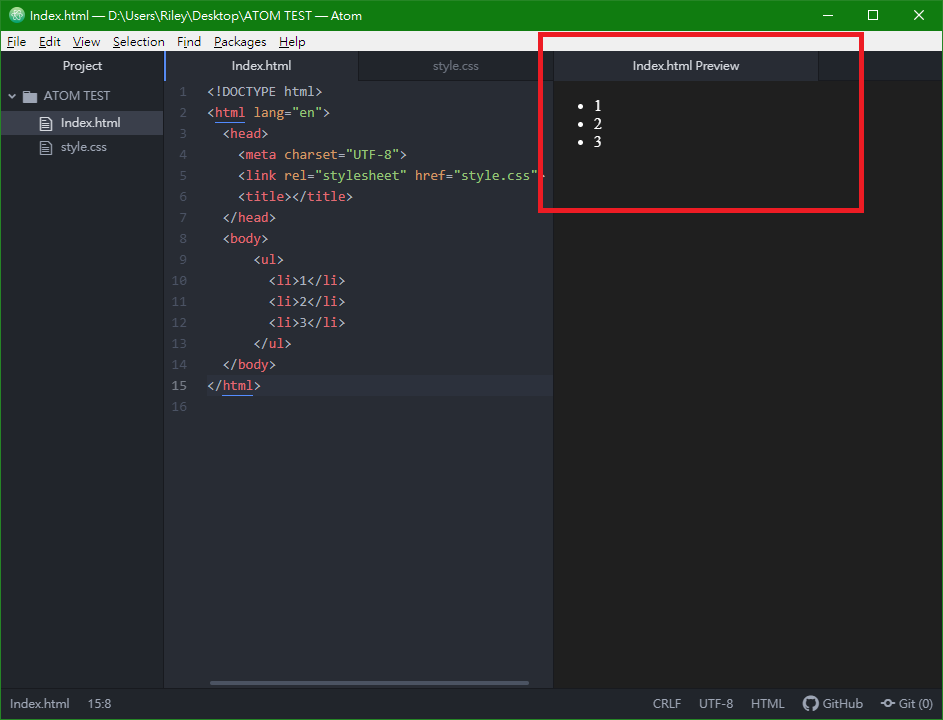 Index.html — D:\Users\Riley\Desktop\ATOM TEST — Atom
File Edit View Selection Find Packages Help
Project
ATOM TEST
Index.html
style.css
Index.html
style.css
1 <!DOCTYPE html>
2 <html lang="en">
3 <head>
4 <meta charset="UTF-8">
5 <link rel="stylesheet" href="style.css">
6 <title></title>
7 </head>
8 <body>
9 <ul>
10 <li>1</li>
11 <li>2</li>
12 <li>3</li>
13 </ul>
14 </body>
15 </html>
16
Index.html Preview
• 1
• 2
• 3
Index.html 15:8 CRLF UTF-8 HTML GitHub Git (0)